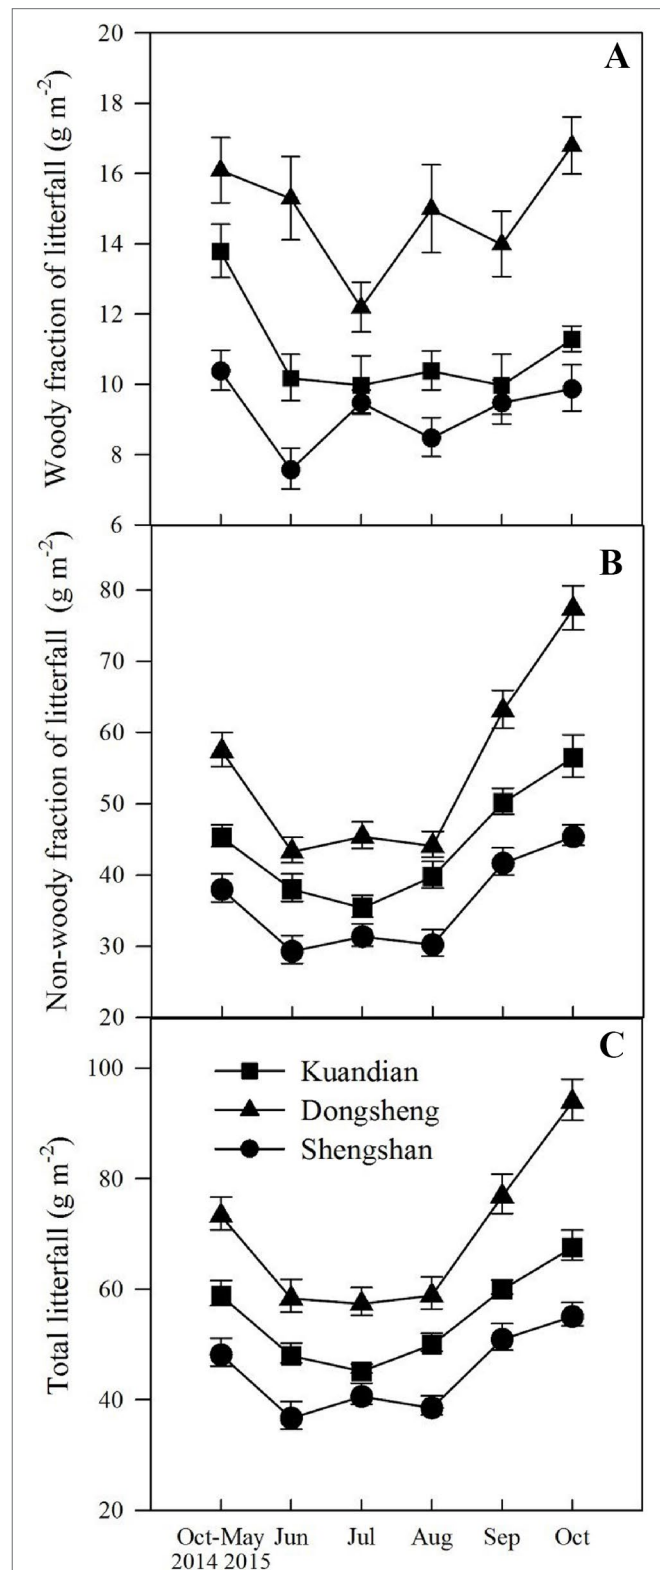 A
Woody fraction of litterfall (g m⁻²)
20
18
16
14
12
10
8
6
B
Non-woody fraction of litterfall (g m⁻²)
80
70
60
50
40
30
20
C
Total litterfall (g m⁻²)
100
80
60
40
20
Kuandian
Dongsheng
Shengshan
Oct-May Jun Jul Aug Sep Oct
2014 2015